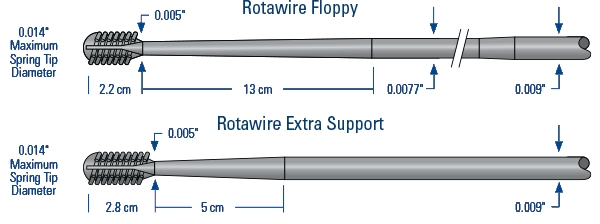 Rotawire Floppy
0.005"
0.014"
Maximum
Spring Tip
Diameter
2.2 cm
13 cm
0.0077"
0.009"
Rotawire Extra Support
0.005"
0.014"
Maximum
Spring Tip
Diameter
2.8 cm
5 cm
0.009"